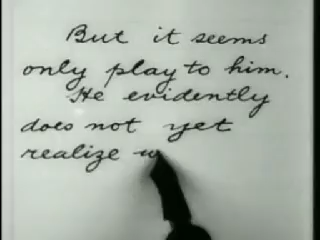 But it seems
only play to him.
He evidently
does not yet
realize w